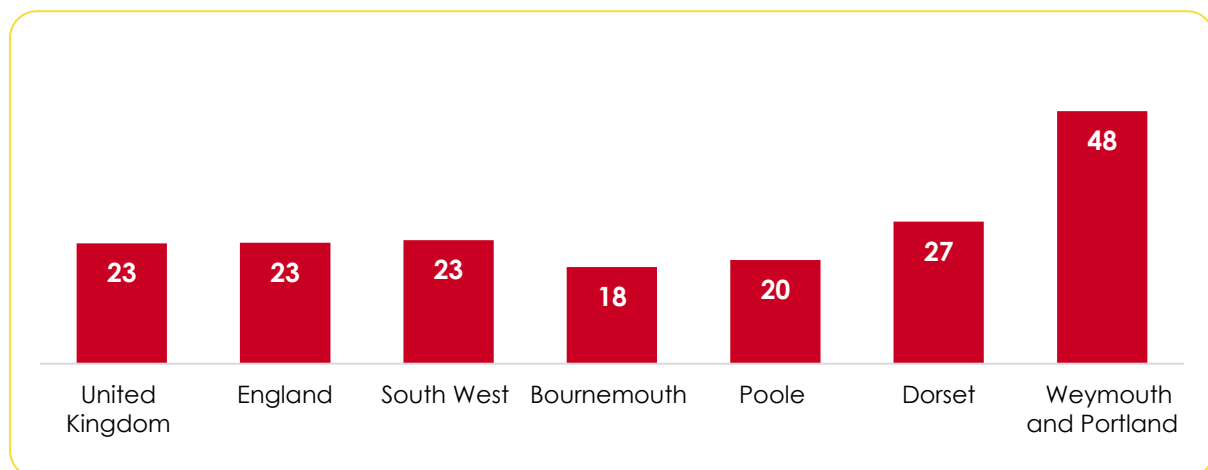 48
27
23
23
23
20
18
United
Kingdom
England
South West
Bournemouth
Poole
Dorset
Weymouth
and Portland